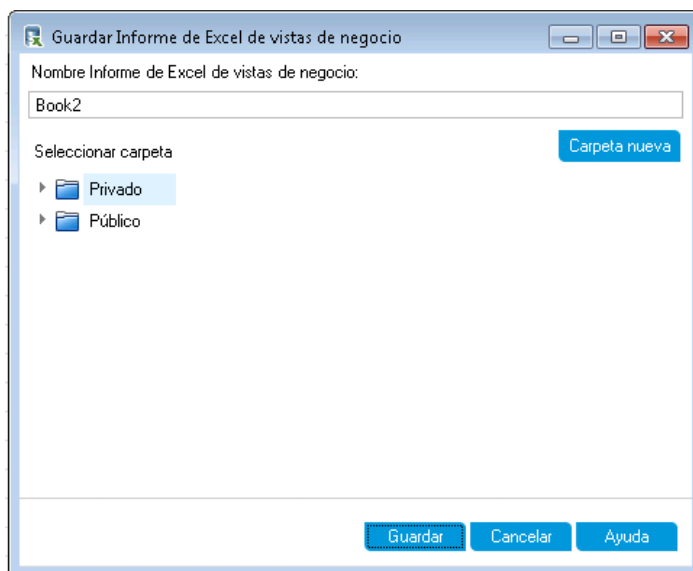 Guardar Informe de Excel de vistas de negocio
Nombre Informe de Excel de vistas de negocio:
Book2
Carpeta nueva
Seleccionar carpeta
Privado
Público
Guardar Cancelar Ayuda